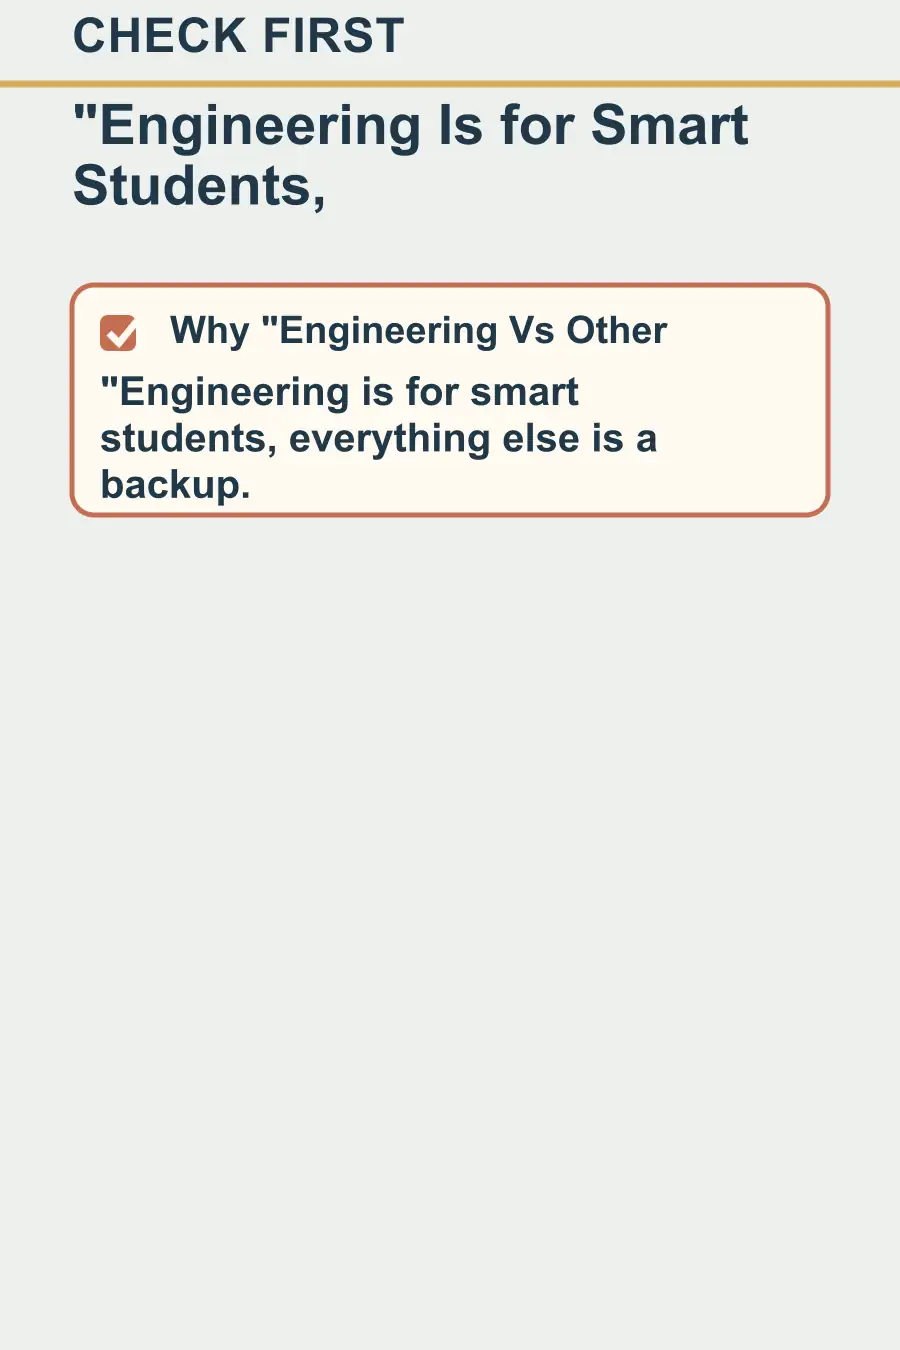 CHECK FIRST
"Engineering Is for Smart
Students,
Why "Engineering Vs Other
"Engineering is for smart
students, everything else is a
backup.